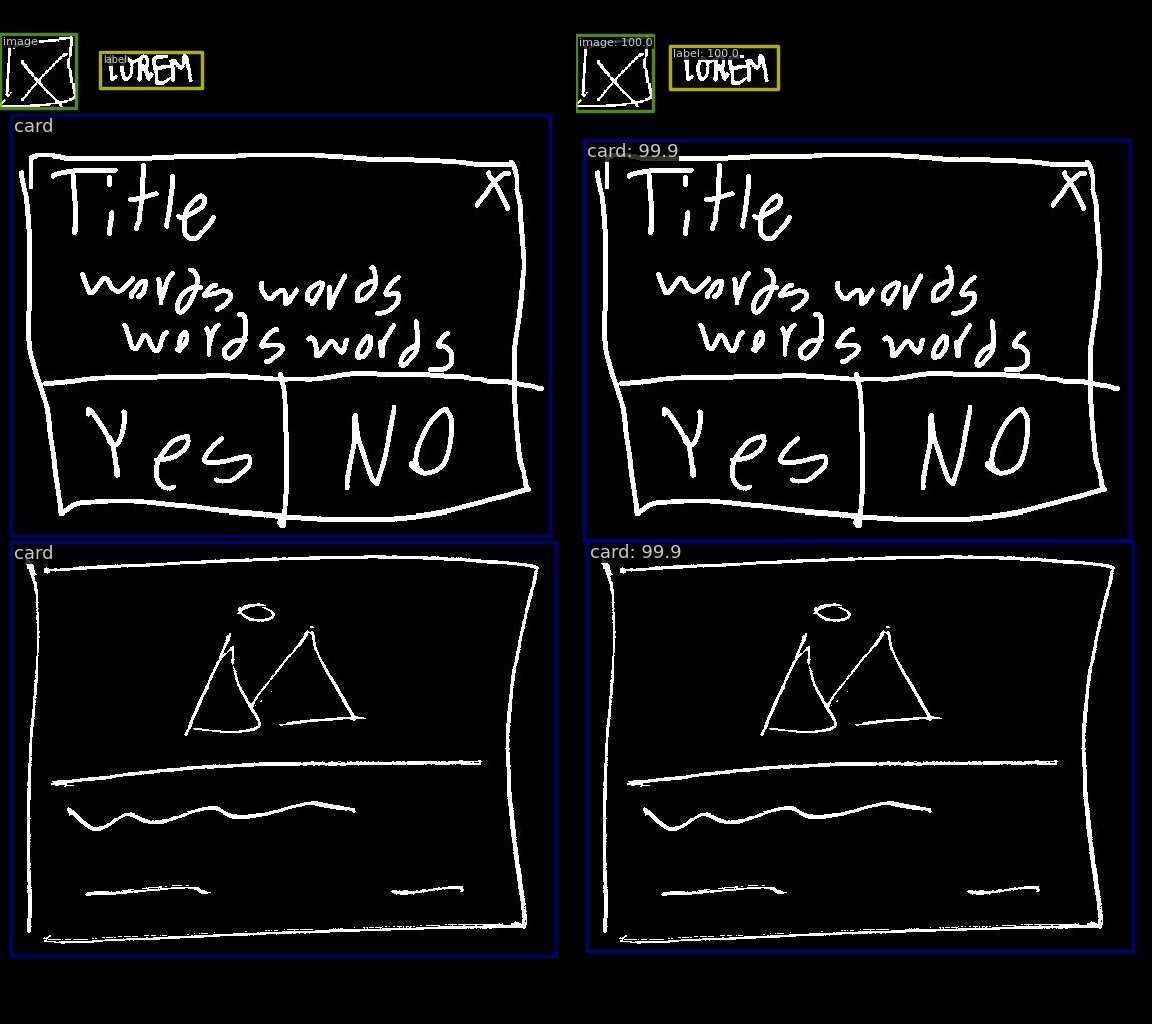 image
label
LOREM
image: 100.0
label: 100.0
LOREM
card
Title X
words words
words words
Yes NO
card: 99.9
Title X
words words
words words
Yes NO
card
card: 99.9